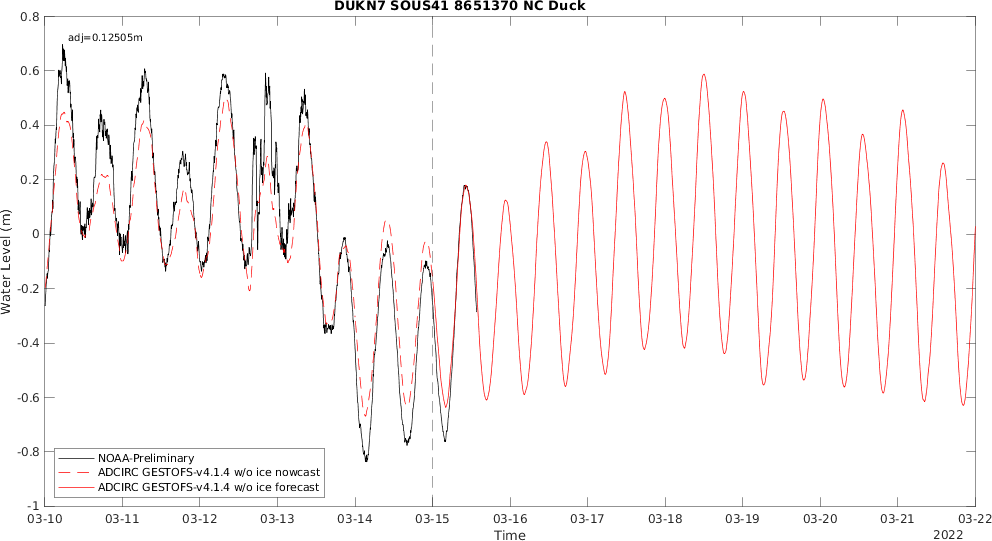 DUKN7 SOUS41 8651370 NC Duck
adj=0.12505m
0.8
0.6
0.4
0.2
0
-0.2
-0.4
-0.6
-0.8
-1
Water Level (m)
NOAA-Preliminary
ADCIRC GESTOFS-v4.1.4 w/o ice nowcast
ADCIRC GESTOFS-v4.1.4 w/o ice forecast
03-10 03-11 03-12 03-13 03-14 03-15 03-16 03-17 03-18 03-19 03-20 03-21 03-22
Time
2022